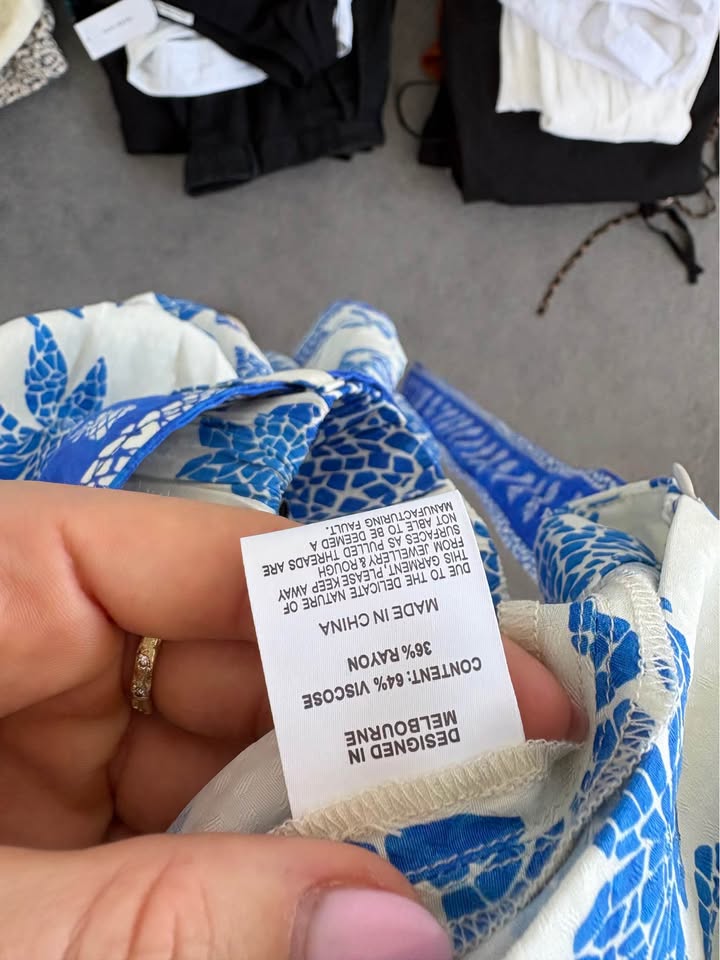 DESIGNED IN
MELBOURNE
CONTENT: 64% VISCOSE
36% RAYON
MADE IN CHINA
DUE TO THE DELICATE NATURE OF
THIS GARMENT, PLEASE KEEP AWAY
FROM JEWELLERY & ROUGH
SURFACES AS PULLED THREADS ARE
NOT ABLE TO BE DEEMED A
MANUFACTURING FAULT.